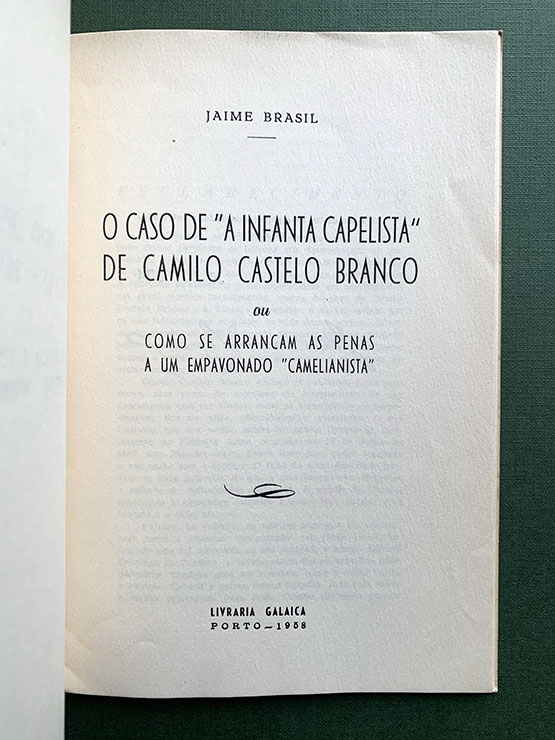 JAIME BRASIL
O CASO DE "A INFANTA CAPELISTA"
DE CAMILO CASTELO BRANCO
ou
COMO SE ARRANCAM AS PENAS
A UM EMPAVONADO "CAMELIANISTA"
LIVRARIA GALAICA
PORTO—1958